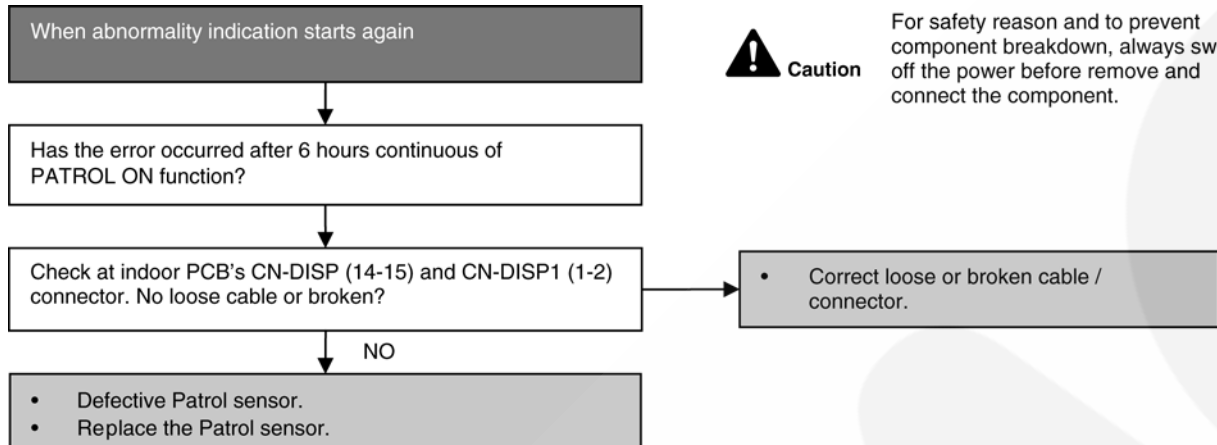 When abnormality indication starts again
For safety reason and to prevent
component breakdown, always sw
off the power before remove and
connect the component.
Caution
Has the error occurred after 6 hours continuous of
PATROL ON function?
Check at indoor PCB's CN-DISP (14-15) and CN-DISP1 (1-2)
connector. No loose cable or broken?
• Correct loose or broken cable /
connector.
NO
• Defective Patrol sensor.
• Replace the Patrol sensor.